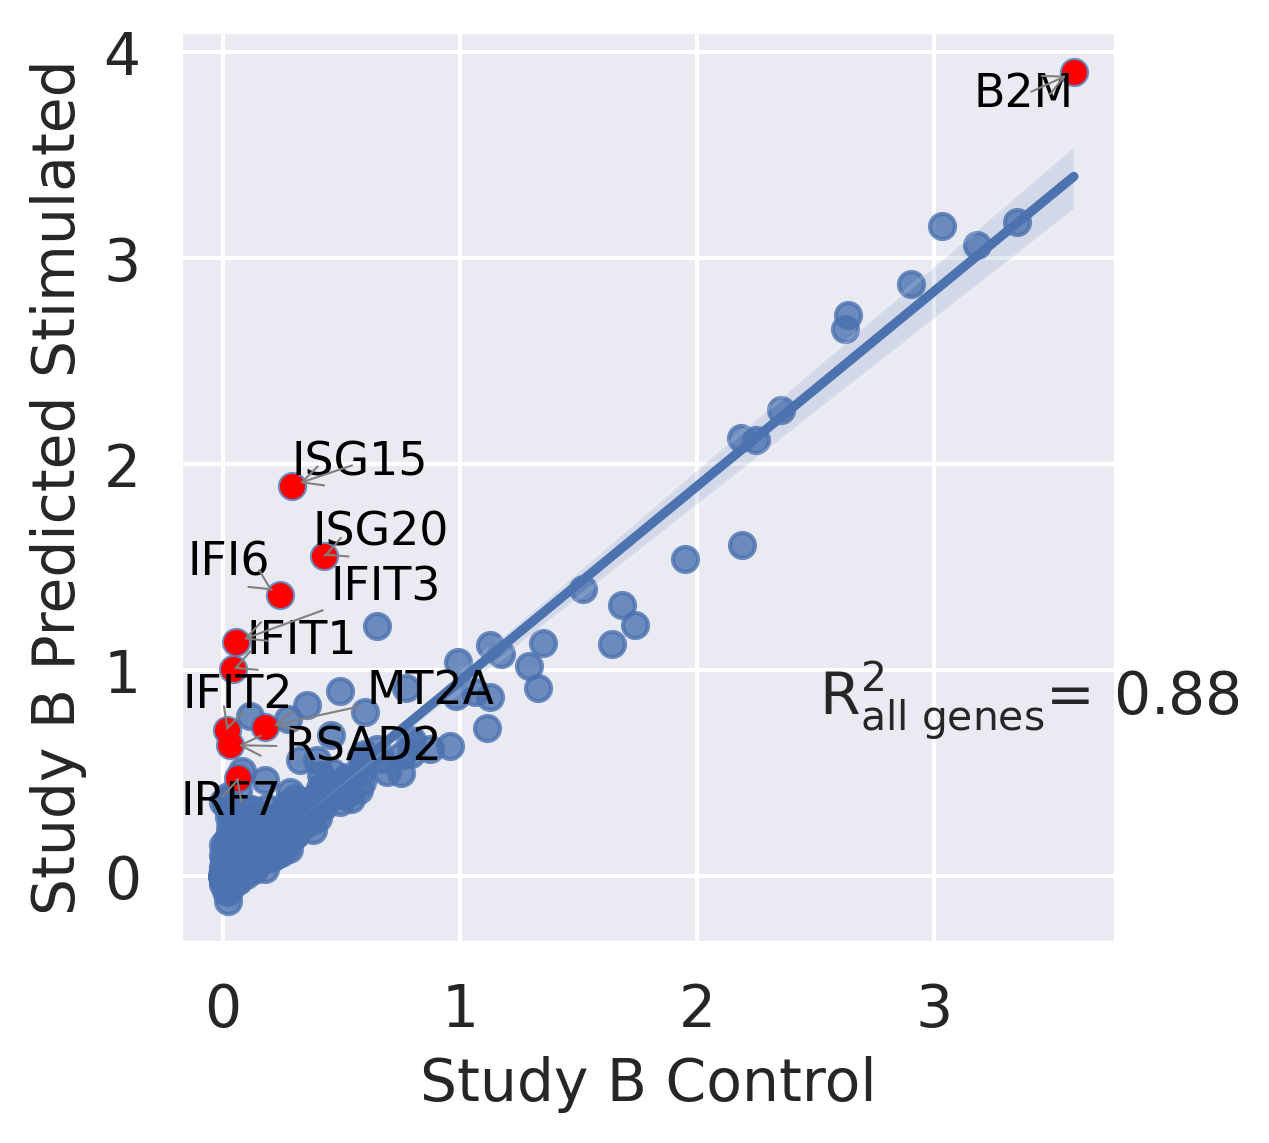 Study B Predicted Stimulated
4
3
2
1
0
B2M
ISG15
ISG20
IFI6
IFIT3
IFIT1
IFIT2
MT2A
RSAD2
IRF7
R²all genes= 0.88
0 1 2 3
Study B Control